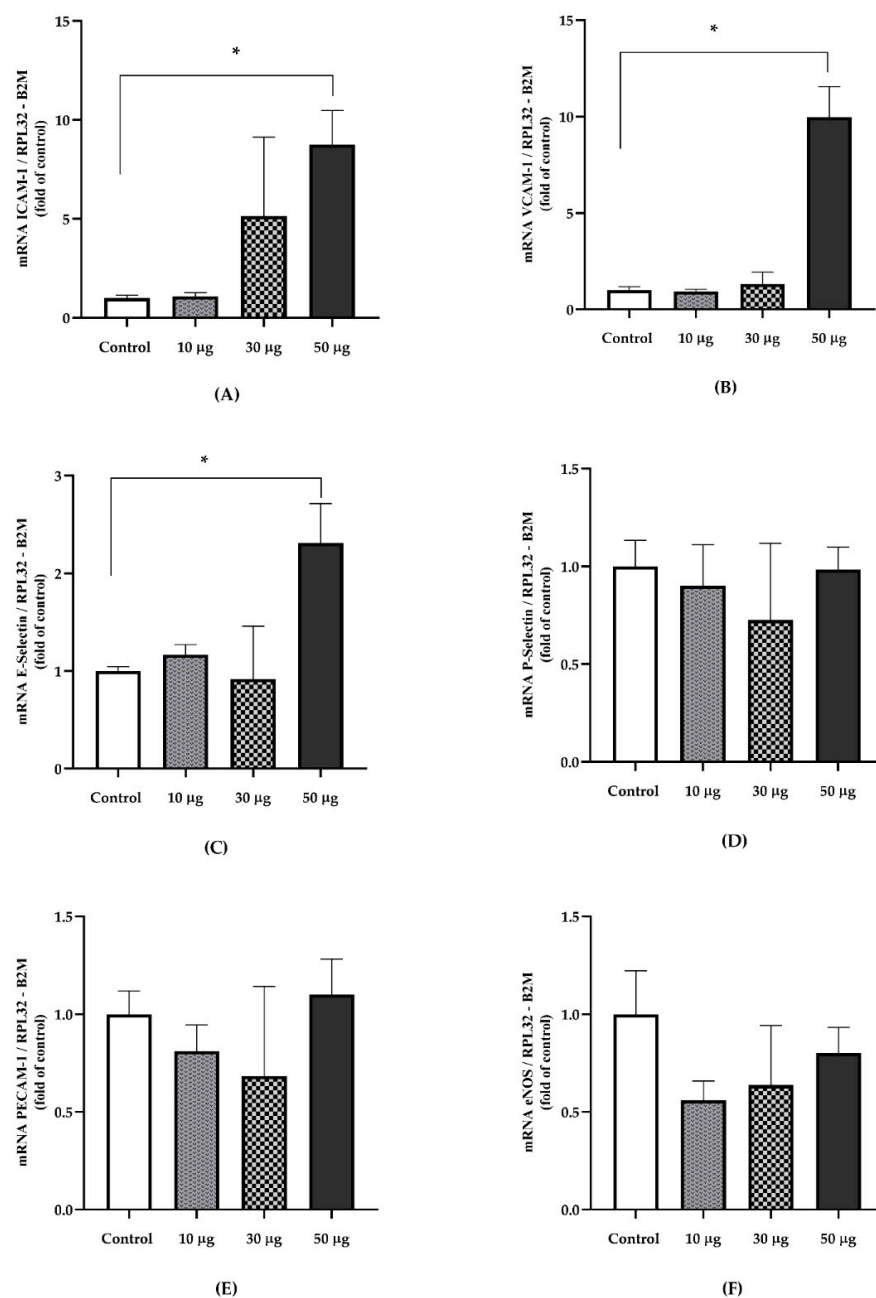 mRNA ICAM-1 / RPL32 - B2M
(fold of control)
15
10
5
0
*
Control 10 µg 30 µg 50 µg
(A)
mRNA VCAM-1 / RPL32 - B2M
(fold of control)
15
10
5
0
*
Control 10 µg 30 µg 50 µg
(B)
mRNA E-Selectin / RPL32 - B2M
(fold of control)
3
2
1
0
*
Control 10 µg 30 µg 50 µg
(C)
mRNA P-Selectin / RPL32 - B2M
(fold of control)
1.5
1.0
0.5
0.0
Control 10 µg 30 µg 50 µg
(D)
mRNA PECAM-1 / RPL32 - B2M
(fold of control)
1.5
1.0
0.5
0.0
Control 10 µg 30 µg 50 µg
(E)
mRNA eNOS / RPL32 - B2M
(fold of control)
1.5
1.0
0.5
0.0
Control 10 µg 30 µg 50 µg
(F)